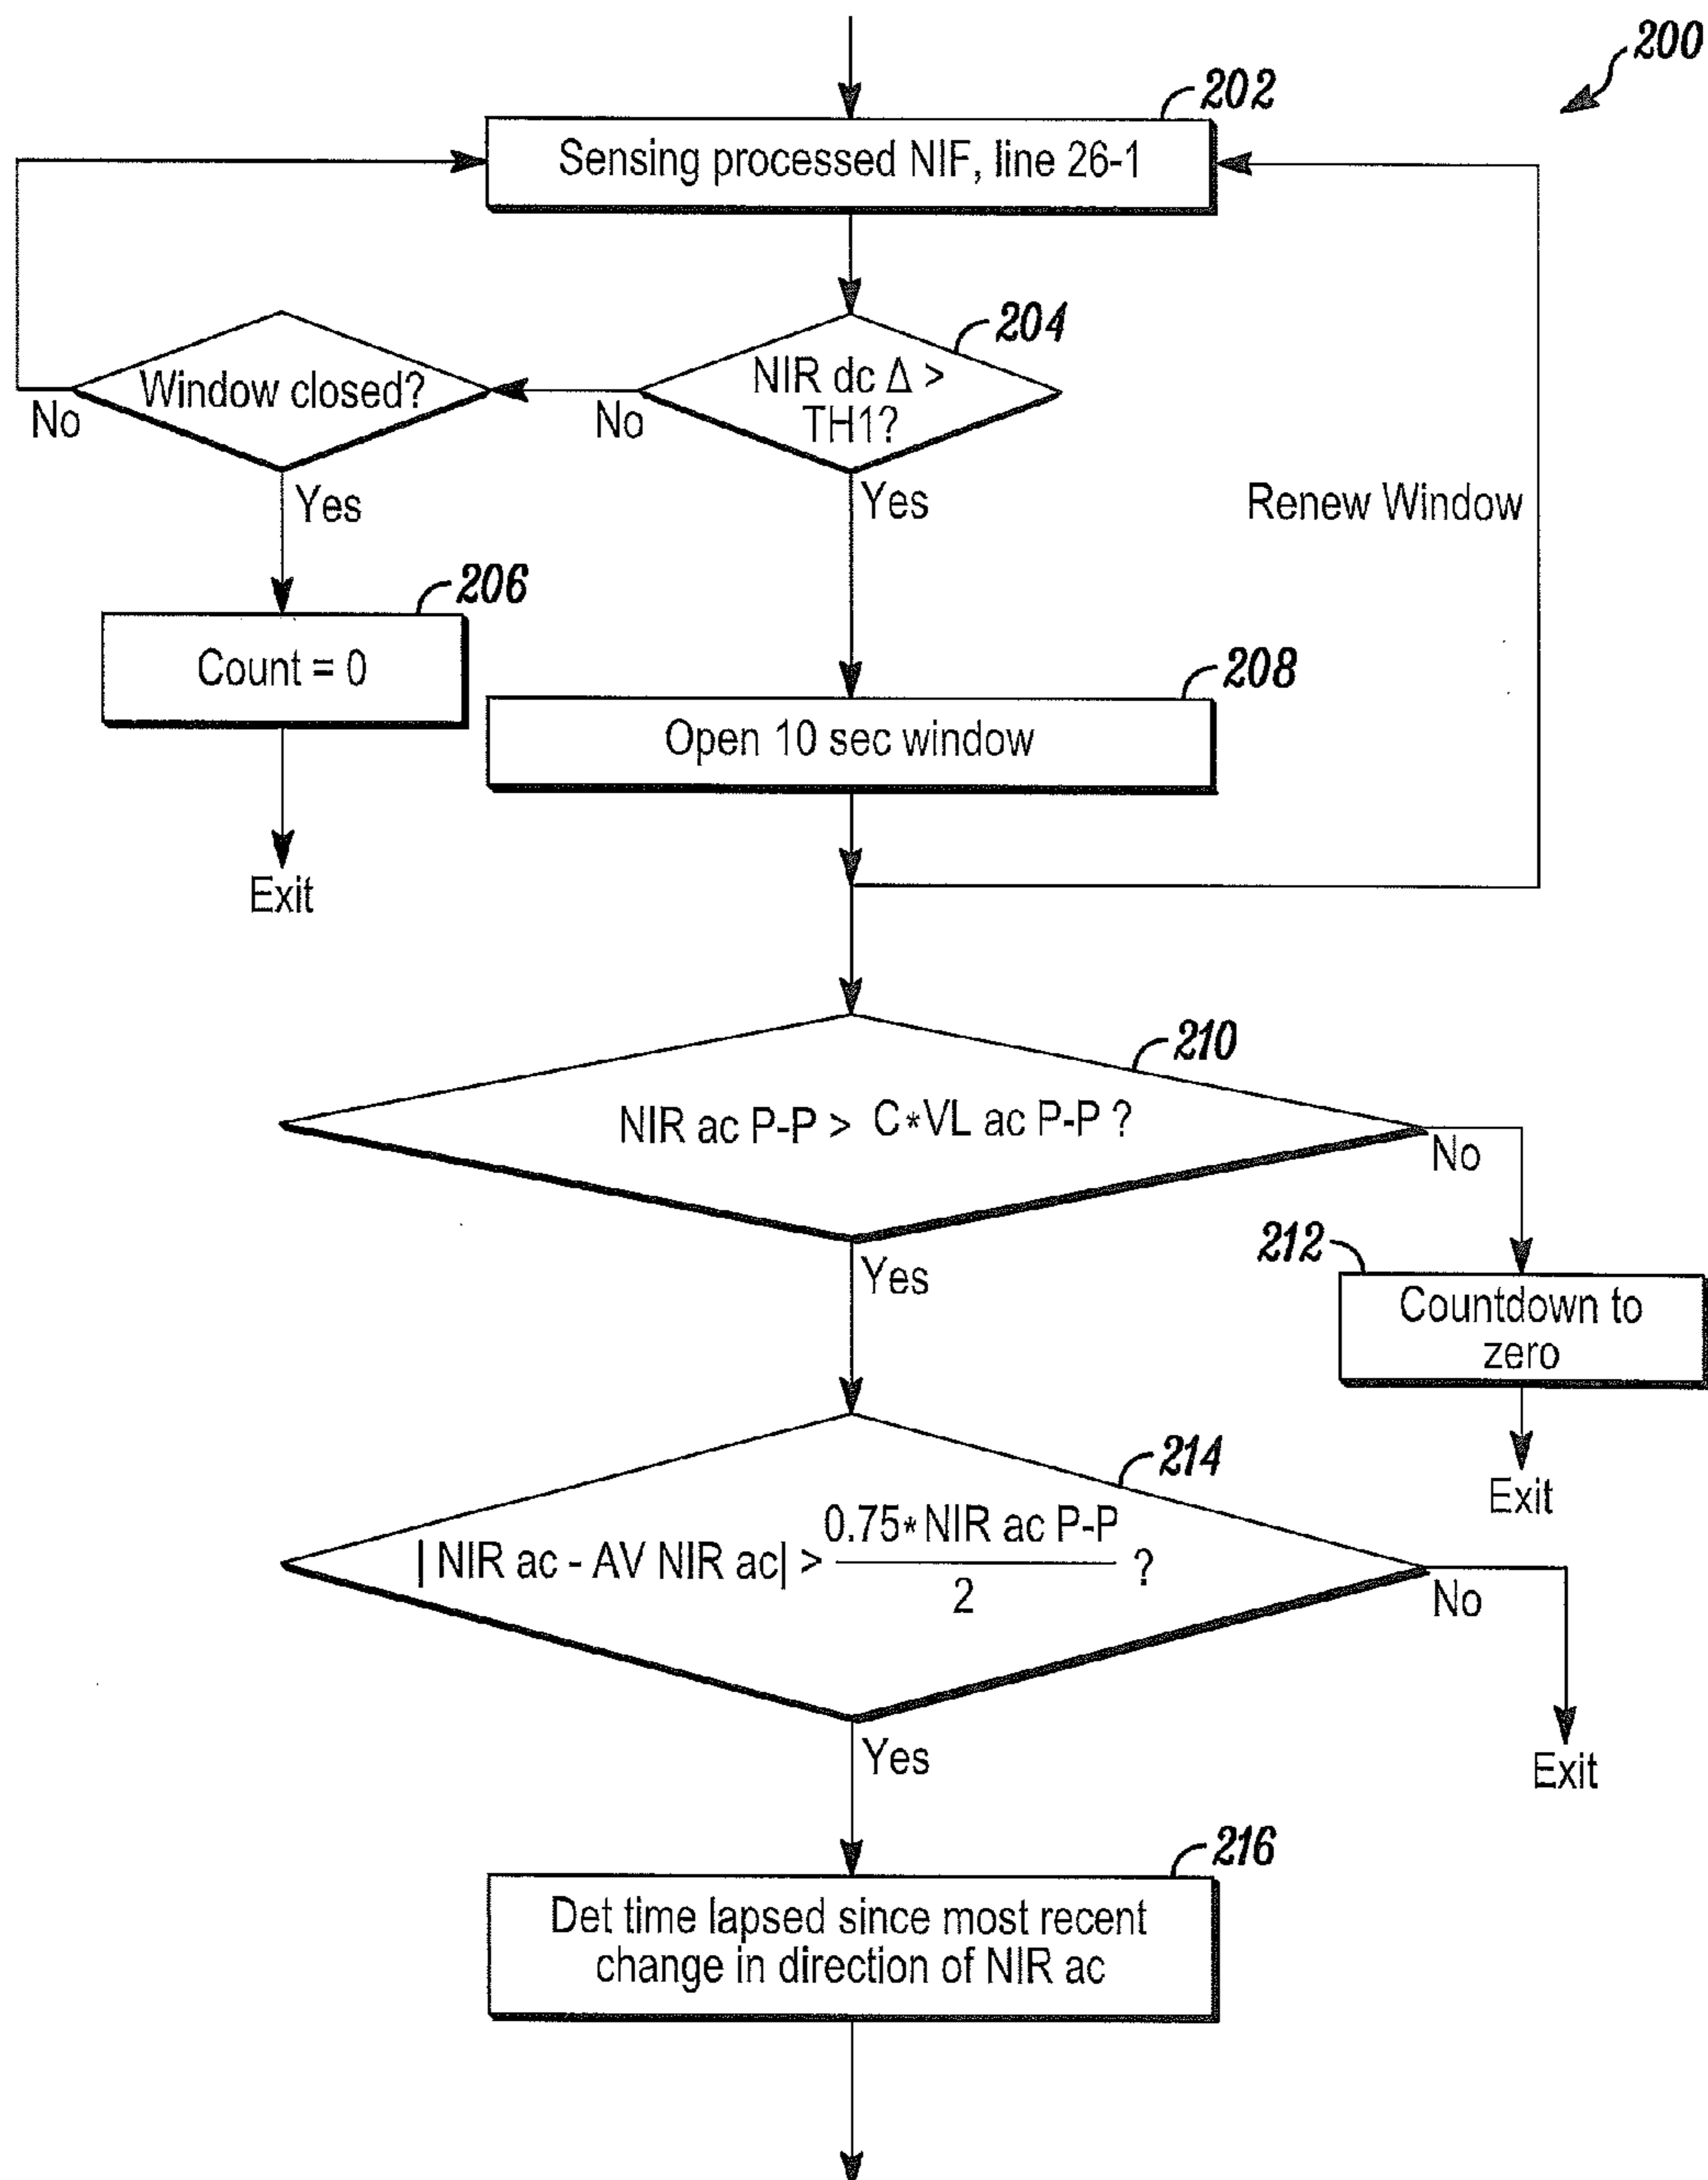 200
202
Sensing processed NIF, line 26-1
204
NIR dc Δ >
TH1?
Window closed?
No
No
Yes
Yes
Renew Window
206
Count = 0
208
Open 10 sec window
Exit
210
NIR ac P-P > C*VL ac P-P ?
No
Yes
212
Countdown to
zero
Exit
214
| NIR ac - AV NIR ac| > 0.75* NIR ac P-P / 2 ?
No
Yes
Exit
216
Det time lapsed since most recent
change in direction of NIR ac